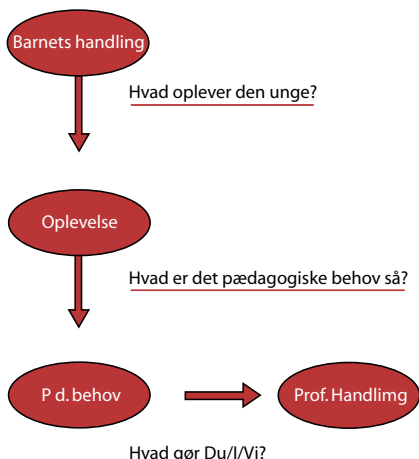 Barnets handling
Hvad oplever den unge?
Oplevelse
Hvad er det pædagogiske behov så?
P d. behov
Prof. Handlimg
Hvad gør Du/I/Vi?